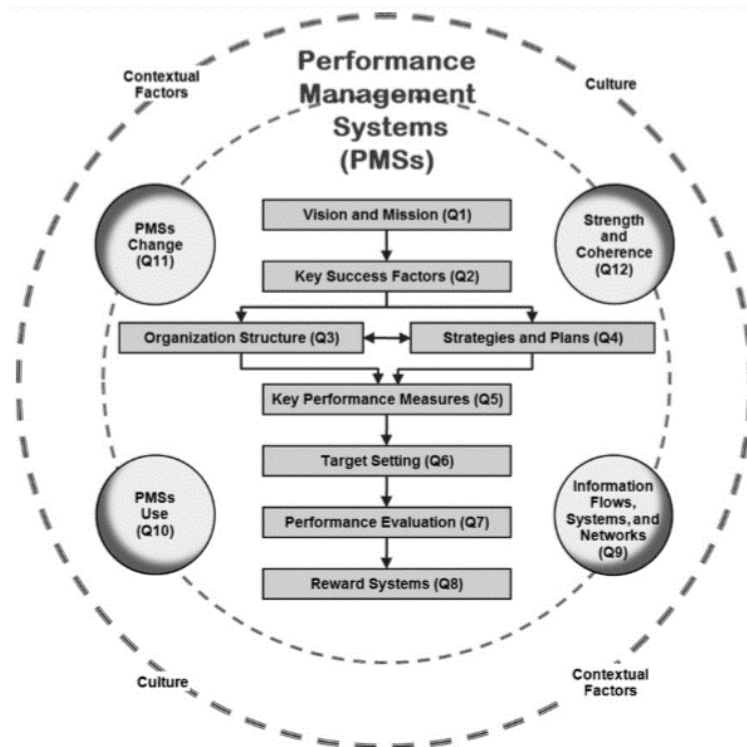 Performance
Management
Systems
(PMSs)
Contextual
Factors
Culture
PMSs
Change
(Q11)
Vision and Mission (Q1)
Strength
and
Coherence
(Q12)
Key Success Factors (Q2)
Organization Structure (Q3)
Strategies and Plans (Q4)
Key Performance Measures (Q5)
Target Setting (Q6)
PMSs
Use
(Q10)
Performance Evaluation (Q7)
Information
Flows,
Systems, and
Networks
(Q9)
Reward Systems (Q8)
Culture
Contextual
Factors